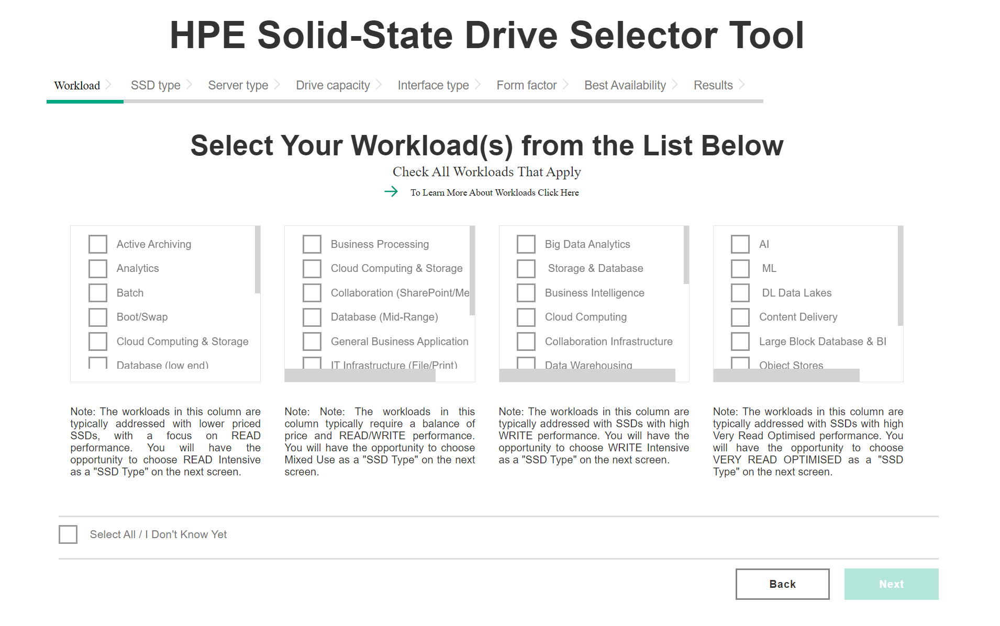 HPE Solid-State Drive Selector Tool
Workload SSD type Server type Drive capacity Interface type Form factor Best Availability Results
Select Your Workload(s) from the List Below
Check All Workloads That Apply
To Learn More About Workloads Click Here
Active Archiving
Analytics
Batch
Boot/Swap
Cloud Computing & Storage
Database (low end)
Business Processing
Cloud Computing & Storage
Collaboration (SharePoint/Me
Database (Mid-Range)
General Business Application
IT Infrastructure (File/Print)
Big Data Analytics
Storage & Database
Business Intelligence
Cloud Computing
Collaboration Infrastructure
Data Warehousing
AI
ML
DL Data Lakes
Content Delivery
Large Block Database & BI
Object Stores
Note: The workloads in this column are
typically addressed with lower priced
SSDs, with a focus on READ
performance. You will have the
opportunity to choose READ Intensive
as a "SSD Type" on the next screen.
Note: Note: The workloads in this
column typically require a balance of
price and READ/WRITE performance.
You will have the opportunity to choose
Mixed Use as a "SSD Type" on the next
screen.
Note: The workloads in this column are
typically addressed with SSDs with high
WRITE performance. You will have the
opportunity to choose WRITE Intensive
as a "SSD Type" on the next screen.
Note: The workloads in this column are
typically addressed with SSDs with high
Very Read Optimised performance. You
will have the opportunity to choose
VERY READ OPTIMISED as a "SSD
Type" on the next screen.
Select All / I Don't Know Yet
Back
Next